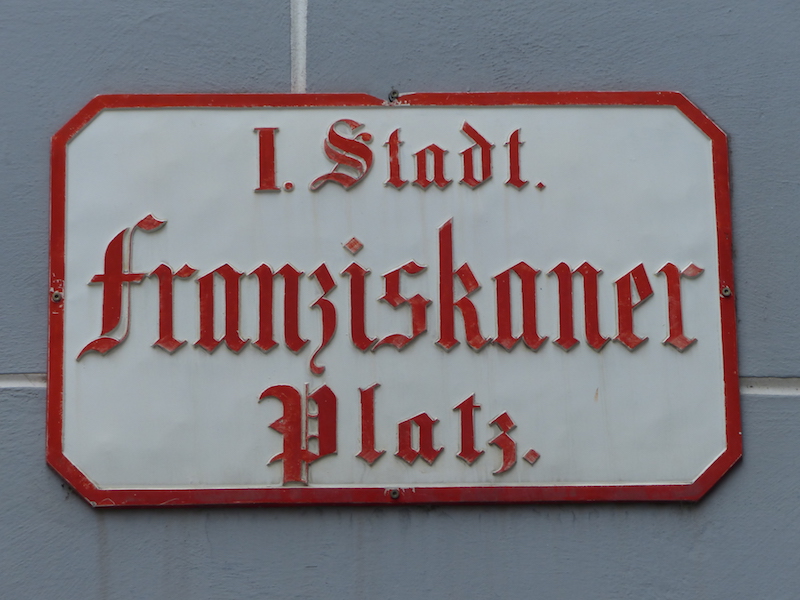 I. Stadt.
Franziskaner
Platz.